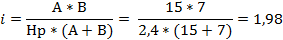 i = A * B / Hp * (A + B) = 15 * 7 / 2,4 * (15 + 7) = 1,98